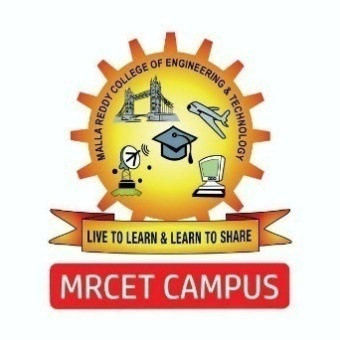 MALLA REDDY COLLEGE OF ENGINEERING & TECHNOLOGY
LIVE TO LEARN & LEARN TO SHARE
MRCET CAMPUS